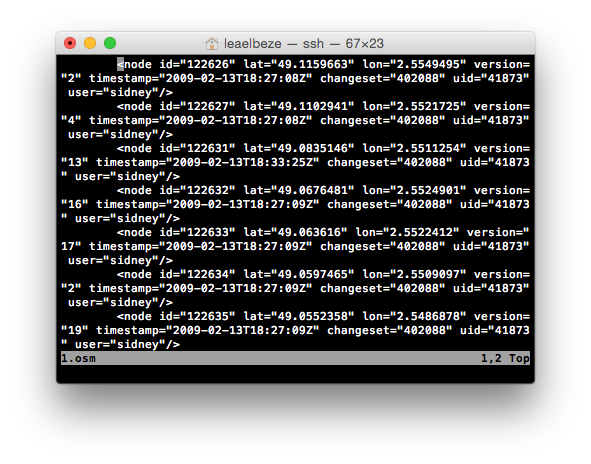 leaelbeze — ssh — 67×23
<node id="122626" lat="49.1159663" lon="2.5549495" version=
"2" timestamp="2009-02-13T18:27:08Z" changeset="402088" uid="41873"
user="sidney"/>
<node id="122627" lat="49.1102941" lon="2.5521725" version=
"4" timestamp="2009-02-13T18:27:08Z" changeset="402088" uid="41873"
user="sidney"/>
<node id="122631" lat="49.0835146" lon="2.5511254" version=
"13" timestamp="2009-02-13T18:33:25Z" changeset="402088" uid="41873
" user="sidney"/>
<node id="122632" lat="49.0676481" lon="2.5524901" version=
"16" timestamp="2009-02-13T18:27:09Z" changeset="402088" uid="41873
" user="sidney"/>
<node id="122633" lat="49.063616" lon="2.5522412" version="
17" timestamp="2009-02-13T18:27:09Z" changeset="402088" uid="41873"
user="sidney"/>
<node id="122634" lat="49.0597465" lon="2.5509097" version=
"2" timestamp="2009-02-13T18:27:09Z" changeset="402088" uid="41873"
user="sidney"/>
<node id="122635" lat="49.0552358" lon="2.5486878" version=
"19" timestamp="2009-02-13T18:27:09Z" changeset="402088" uid="41873
" user="sidney"/>
1.osm 1,2 Top